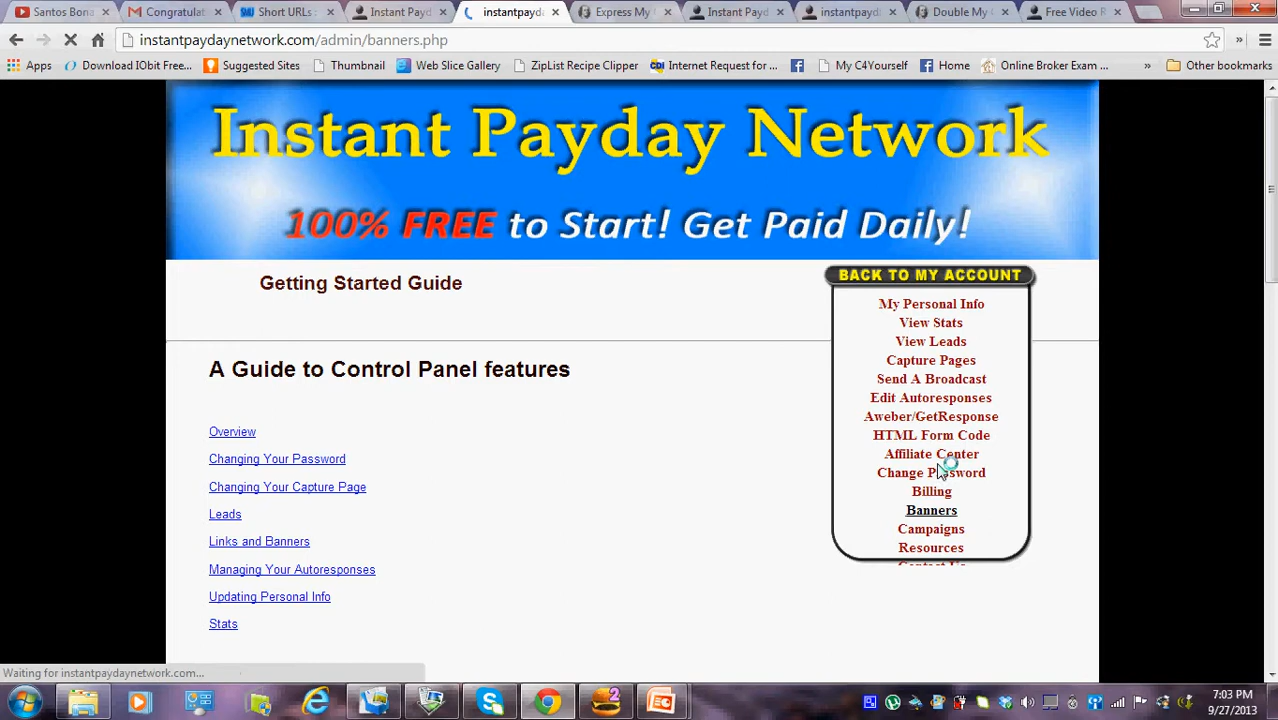 Santos Bona
Congratulat
Short URLs
Instant Payd
instantpayda
Express My
Instant Payd
instantpayd
Double My
Free Video R
instantpaydaynetwork.com/admin/banners.php
»
Apps
Download IObit Free...
Suggested Sites
Thumbnail
Web Slice Gallery
ZipList Recipe Clipper
Internet Request for ...
My C4Yourself
Home
Online Broker Exam ...
»
Other bookmarks
Instant Payday Network
100% FREE to Start! Get Paid Daily!
Getting Started Guide
BACK TO MY ACCOUNT
My Personal Info
View Stats
View Leads
Capture Pages
Send A Broadcast
Edit Autoresponses
Aweber/GetResponse
HTML Form Code
Affiliate Center
Change Password
Billing
Banners
Campaigns
Resources
Contact Us
A Guide to Control Panel features
Overview
Changing Your Password
Changing Your Capture Page
Leads
Links and Banners
Managing Your Autoresponses
Updating Personal Info
Stats
Waiting for instantpaydaynetwork.com...
7:03 PM
9/27/2013